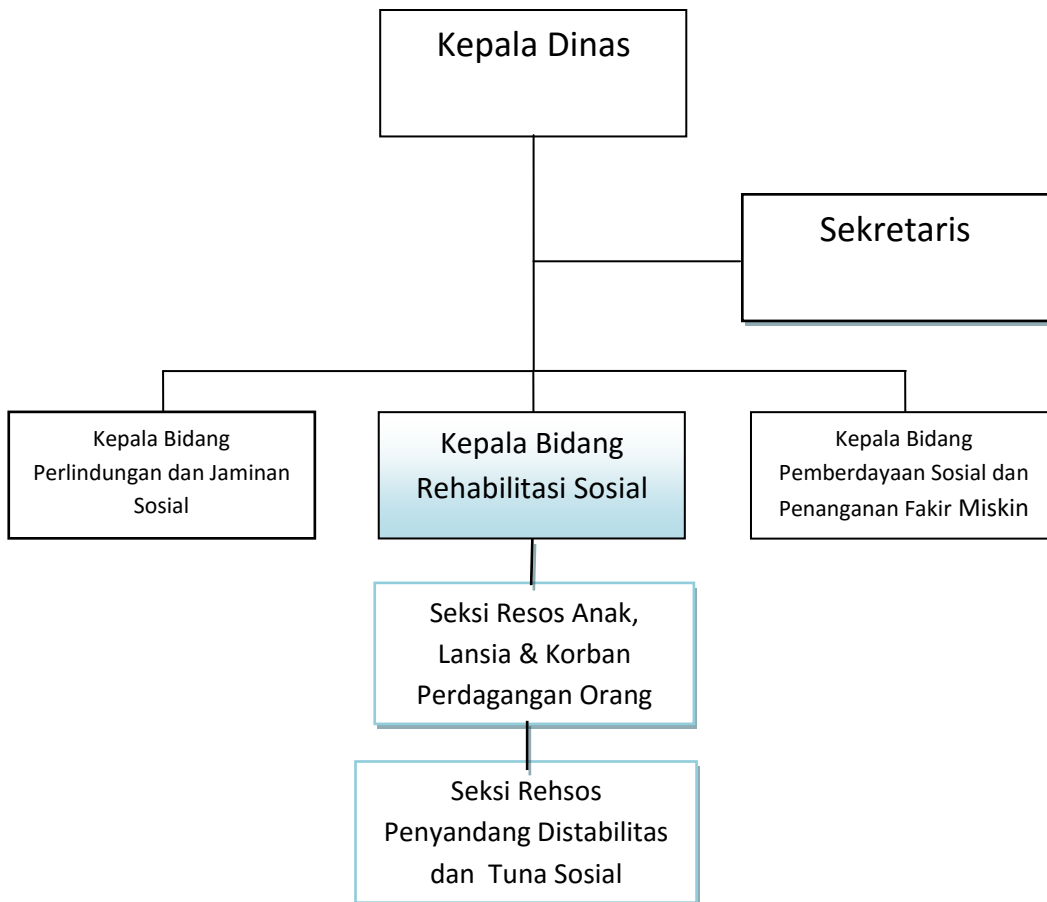 Kepala Dinas
Sekretaris
Kepala Bidang
Perlindungan dan Jaminan
Sosial
Kepala Bidang
Rehabilitasi Sosial
Kepala Bidang
Pemberdayaan Sosial dan
Penanganan Fakir Miskin
Seksi Resos Anak,
Lansia & Korban
Perdagangan Orang
Seksi Rehsos
Penyandang Distabilitas
dan Tuna Sosial